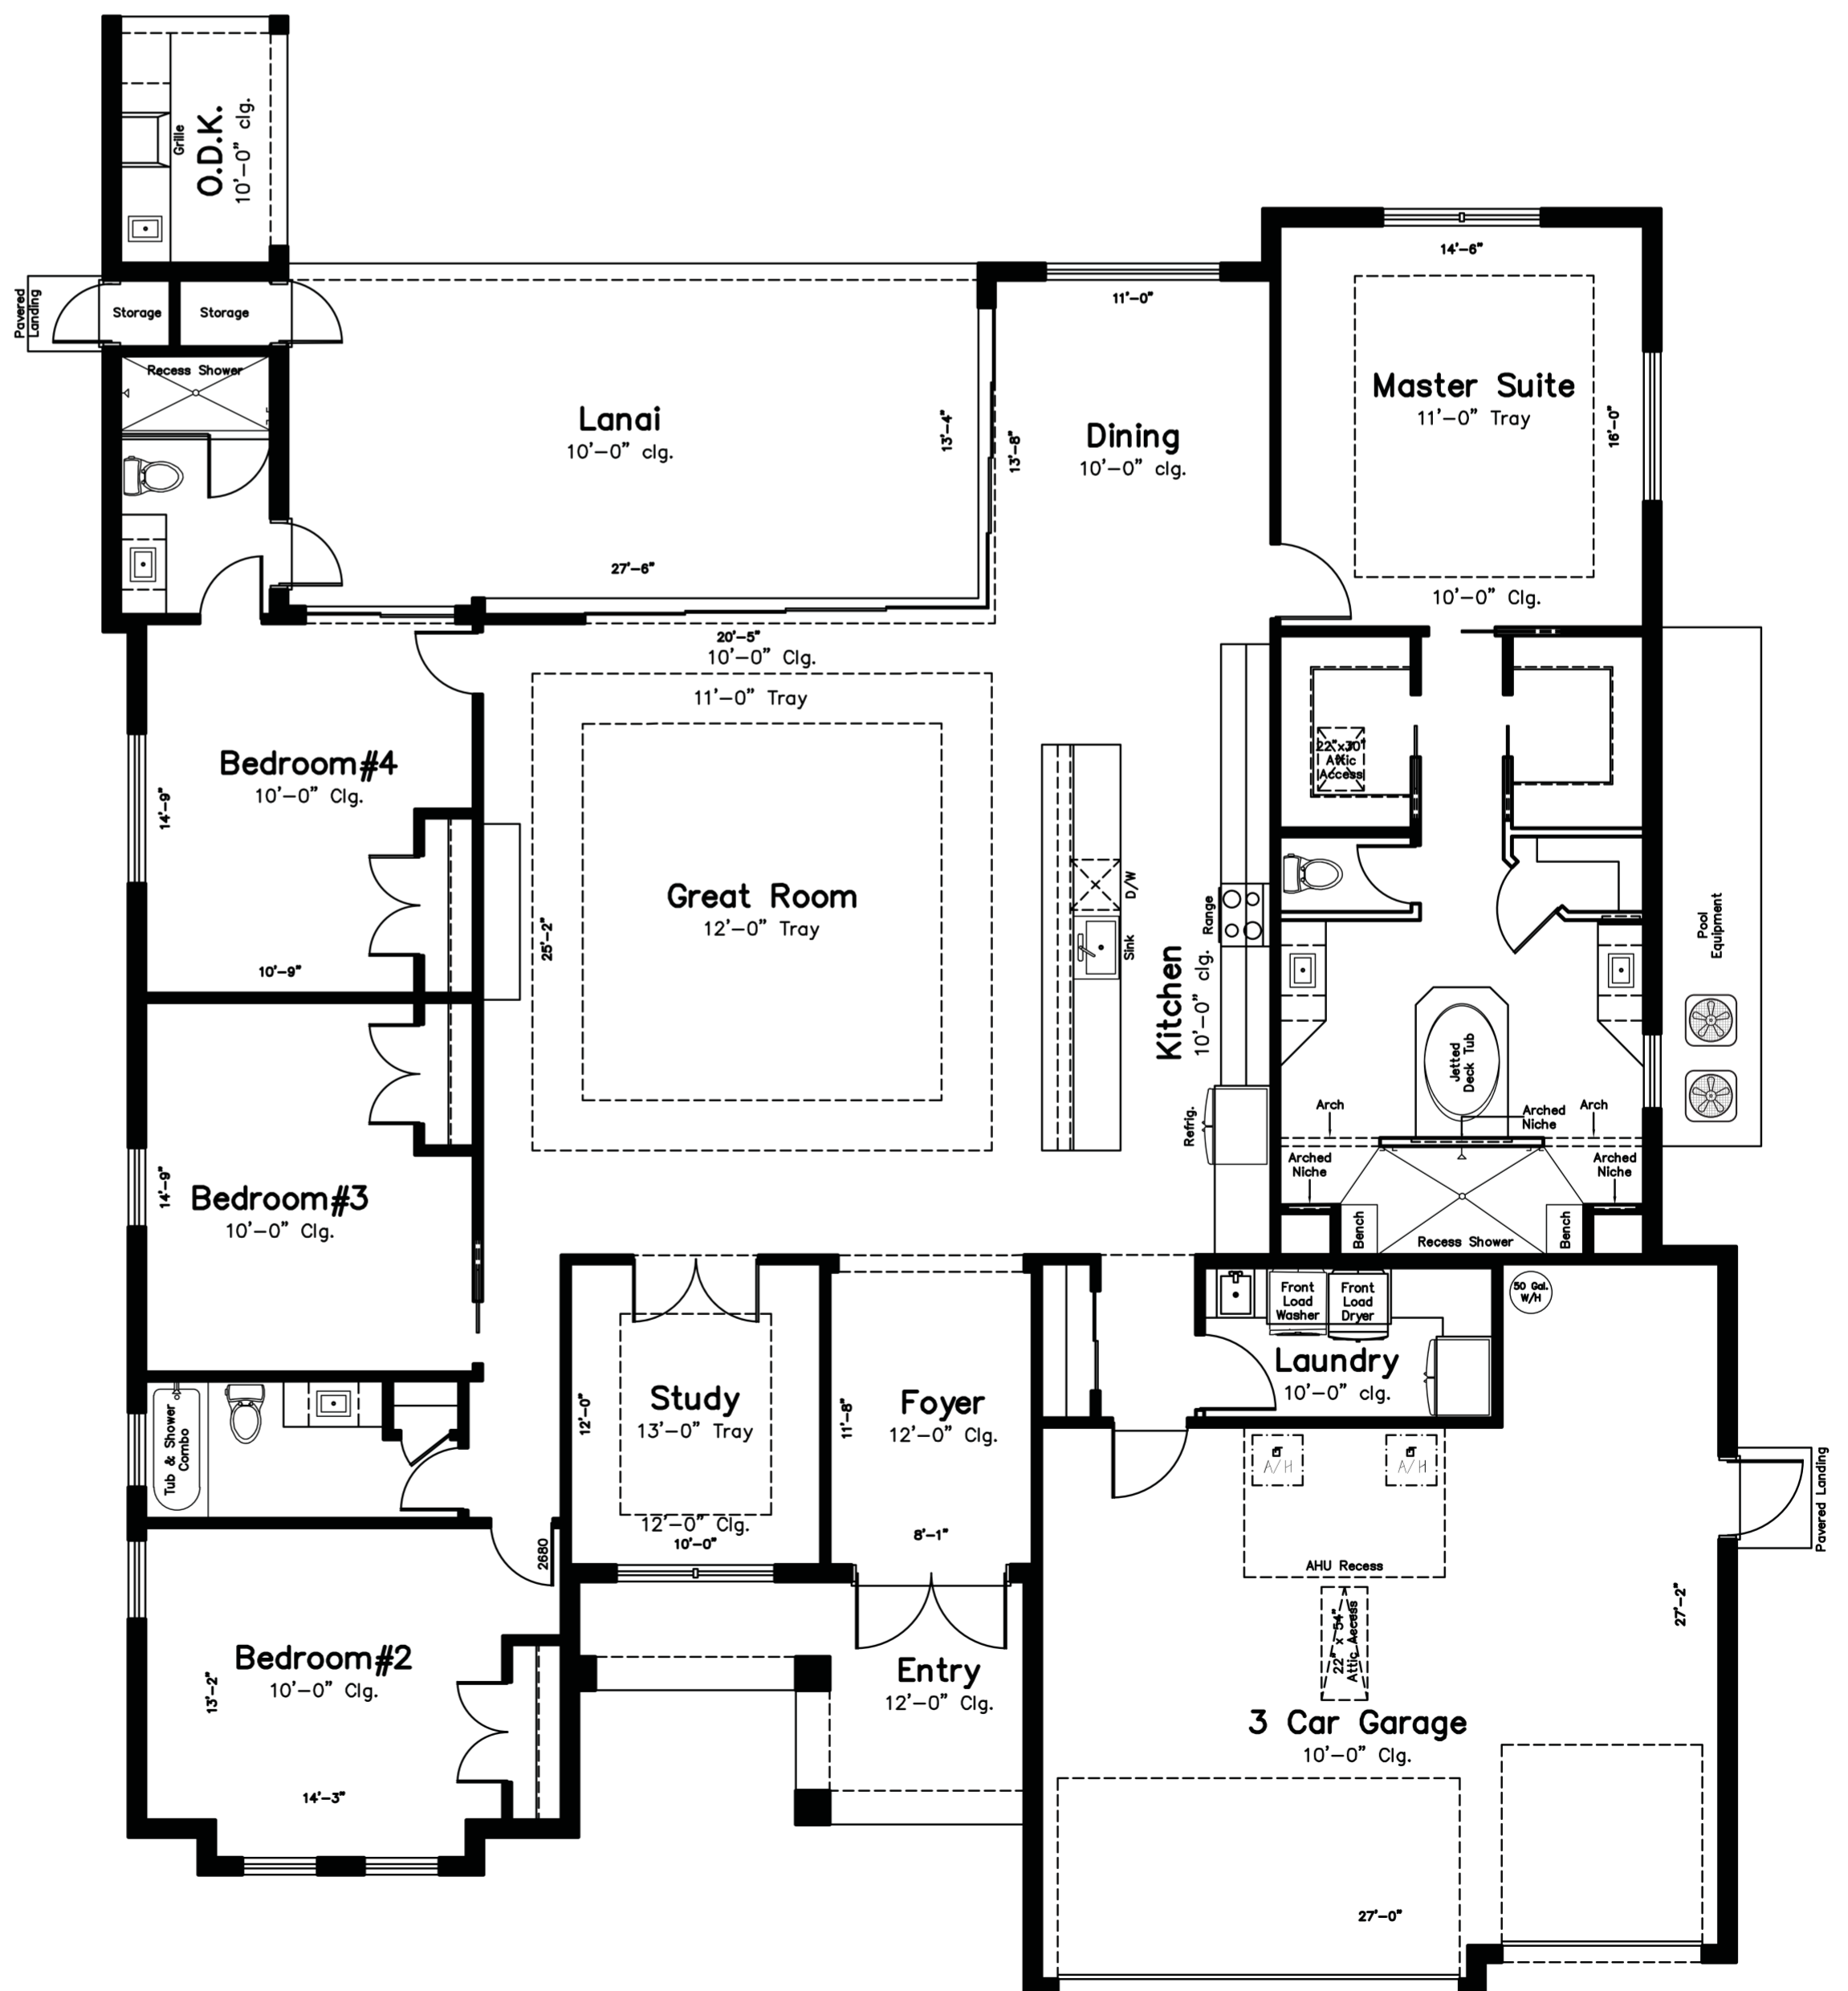 O.D.K.
10'-0" clg.
Grille
Pavered
Landing
Storage
Storage
Recess Shower
Lanai
10'-0" clg.
13'-4"
27'-6"
11'-0"
13'-8"
Dining
10'-0" clg.
14'-6"
Master Suite
11'-0" Tray
16'-0"
10'-0" Clg.
20'-5"
10'-0" Clg.
11'-0" Tray
Great Room
12'-0" Tray
25'-2"
Bedroom#4
10'-0" Clg.
14'-9"
10'-9"
22"x30"
Attic
Access
D/W
Sink
Range
Kitchen
10'-0" clg.
Refrig.
Pool
Equipment
Jetted
Deck Tub
Arch
Arched
Niche
Arch
Arched
Niche
Arched
Niche
Bench
Recess Shower
Bench
14'-9"
Bedroom#3
10'-0" Clg.
Tub & Shower
Combo
12'-0"
Study
13'-0" Tray
12'-0" Clg.
10'-0"
11'-8"
Foyer
12'-0" Clg.
8'-1"
Front
Load
Washer
Front
Load
Dryer
50 Gal.
W/H
Laundry
10'-0" clg.
A/H
A/H
AHU Recess
22" x 54"
Attic Access
Pavered Landing
27'-2"
2680
Bedroom#2
10'-0" Clg.
13'-2"
14'-3"
Entry
12'-0" Clg.
3 Car Garage
10'-0" Clg.
27'-0"